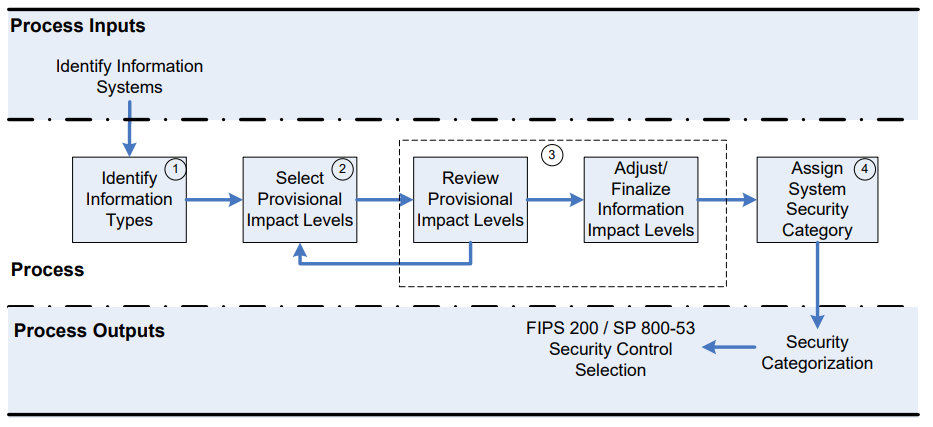 Process Inputs
Identify Information
Systems
1
Identify
Information
Types
2
Select
Provisional
Impact Levels
3
Review
Provisional
Impact Levels
Adjust/
Finalize
Information
Impact Levels
4
Assign
System
Security
Category
Process
Process Outputs
FIPS 200 / SP 800-53
Security Control
Selection
Security
Categorization